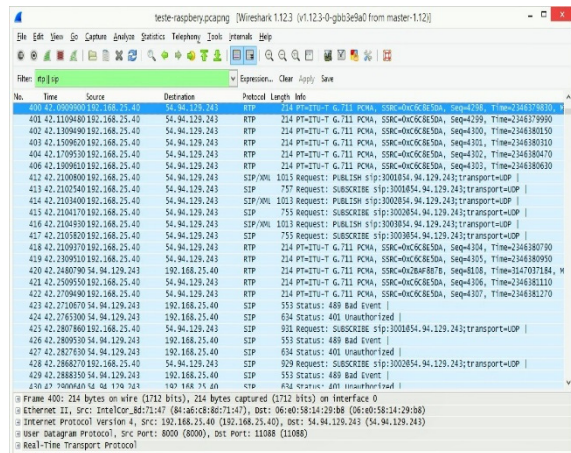 teste-raspbery.pcapng [Wireshark 1.12.3 (v1.12.3-0-gbb3e9a0 from master-1.12)]
File Edit View Go Capture Analyze Statistics Telephony Tools Internals Help
Filter: rtp || sip Expression... Clear Apply Save
No. Time Source Destination Protocol Length Info
400 42.0909900 192.168.25.40 54.94.129.243 RTP 214 PT=ITU-T G.711 PCMA, SSRC=0xC6C8E5DA, Seq=4298, Time=2346379830, M
401 42.1109480 192.168.25.40 54.94.129.243 RTP 214 PT=ITU-T G.711 PCMA, SSRC=0xC6C8E5DA, Seq=4299, Time=2346379990
402 42.1309490 192.168.25.40 54.94.129.243 RTP 214 PT=ITU-T G.711 PCMA, SSRC=0xC6C8E5DA, Seq=4300, Time=2346380150
403 42.1509620 192.168.25.40 54.94.129.243 RTP 214 PT=ITU-T G.711 PCMA, SSRC=0xC6C8E5DA, Seq=4301, Time=2346380310
404 42.1709530 192.168.25.40 54.94.129.243 RTP 214 PT=ITU-T G.711 PCMA, SSRC=0xC6C8E5DA, Seq=4302, Time=2346380470
406 42.1909610 192.168.25.40 54.94.129.243 RTP 214 PT=ITU-T G.711 PCMA, SSRC=0xC6C8E5DA, Seq=4303, Time=2346380630
412 42.2100800 192.168.25.40 54.94.129.243 SIP/XML 1015 Request: PUBLISH sip:3001@54.94.129.243;transport=UDP |
413 42.2102540 192.168.25.40 54.94.129.243 SIP 757 Request: SUBSCRIBE sip:3001@54.94.129.243;transport=UDP |
414 42.2103400 192.168.25.40 54.94.129.243 SIP/XML 1013 Request: PUBLISH sip:3002@54.94.129.243;transport=UDP |
415 42.2104170 192.168.25.40 54.94.129.243 SIP 755 Request: SUBSCRIBE sip:3002@54.94.129.243;transport=UDP |
416 42.2104930 192.168.25.40 54.94.129.243 SIP/XML 1013 Request: PUBLISH sip:3003@54.94.129.243;transport=UDP |
417 42.2105820 192.168.25.40 54.94.129.243 SIP 755 Request: SUBSCRIBE sip:3003@54.94.129.243;transport=UDP |
418 42.2109370 192.168.25.40 54.94.129.243 RTP 214 PT=ITU-T G.711 PCMA, SSRC=0xC6C8E5DA, Seq=4304, Time=2346380790
419 42.2309510 192.168.25.40 54.94.129.243 RTP 214 PT=ITU-T G.711 PCMA, SSRC=0xC6C8E5DA, Seq=4305, Time=2346380950
420 42.2480790 54.94.129.243 192.168.25.40 RTP 214 PT=ITU-T G.711 PCMA, SSRC=0x2BAF8B7B, Seq=8108, Time=3147037184, M
421 42.2509550 192.168.25.40 54.94.129.243 RTP 214 PT=ITU-T G.711 PCMA, SSRC=0xC6C8E5DA, Seq=4306, Time=2346381110
422 42.2709490 192.168.25.40 54.94.129.243 RTP 214 PT=ITU-T G.711 PCMA, SSRC=0xC6C8E5DA, Seq=4307, Time=2346381270
423 42.2710670 54.94.129.243 192.168.25.40 SIP 553 Status: 489 Bad Event |
424 42.2765300 54.94.129.243 192.168.25.40 SIP 634 Status: 401 Unauthorized |
425 42.2807860 192.168.25.40 54.94.129.243 SIP 931 Request: SUBSCRIBE sip:3001@54.94.129.243;transport=UDP |
426 42.2809530 54.94.129.243 192.168.25.40 SIP 553 Status: 489 Bad Event |
427 42.2827630 54.94.129.243 192.168.25.40 SIP 634 Status: 401 Unauthorized |
428 42.2868270 192.168.25.40 54.94.129.243 SIP 929 Request: SUBSCRIBE sip:3002@54.94.129.243;transport=UDP |
429 42.2888350 54.94.129.243 192.168.25.40 SIP 553 Status: 489 Bad Event |
430 42.2900640 54.94.129.243 192.168.25.40 SIP 634 Status: 401 Unauthorized |
Frame 400: 214 bytes on wire (1712 bits), 214 bytes captured (1712 bits) on interface 0
Ethernet II, Src: IntelCor_8d:71:47 (84:a6:c8:8d:71:47), Dst: 06:e0:58:14:29:b8 (06:e0:58:14:29:b8)
Internet Protocol Version 4, Src: 192.168.25.40 (192.168.25.40), Dst: 54.94.129.243 (54.94.129.243)
User Datagram Protocol, Src Port: 8000 (8000), Dst Port: 11088 (11088)
Real-Time Transport Protocol